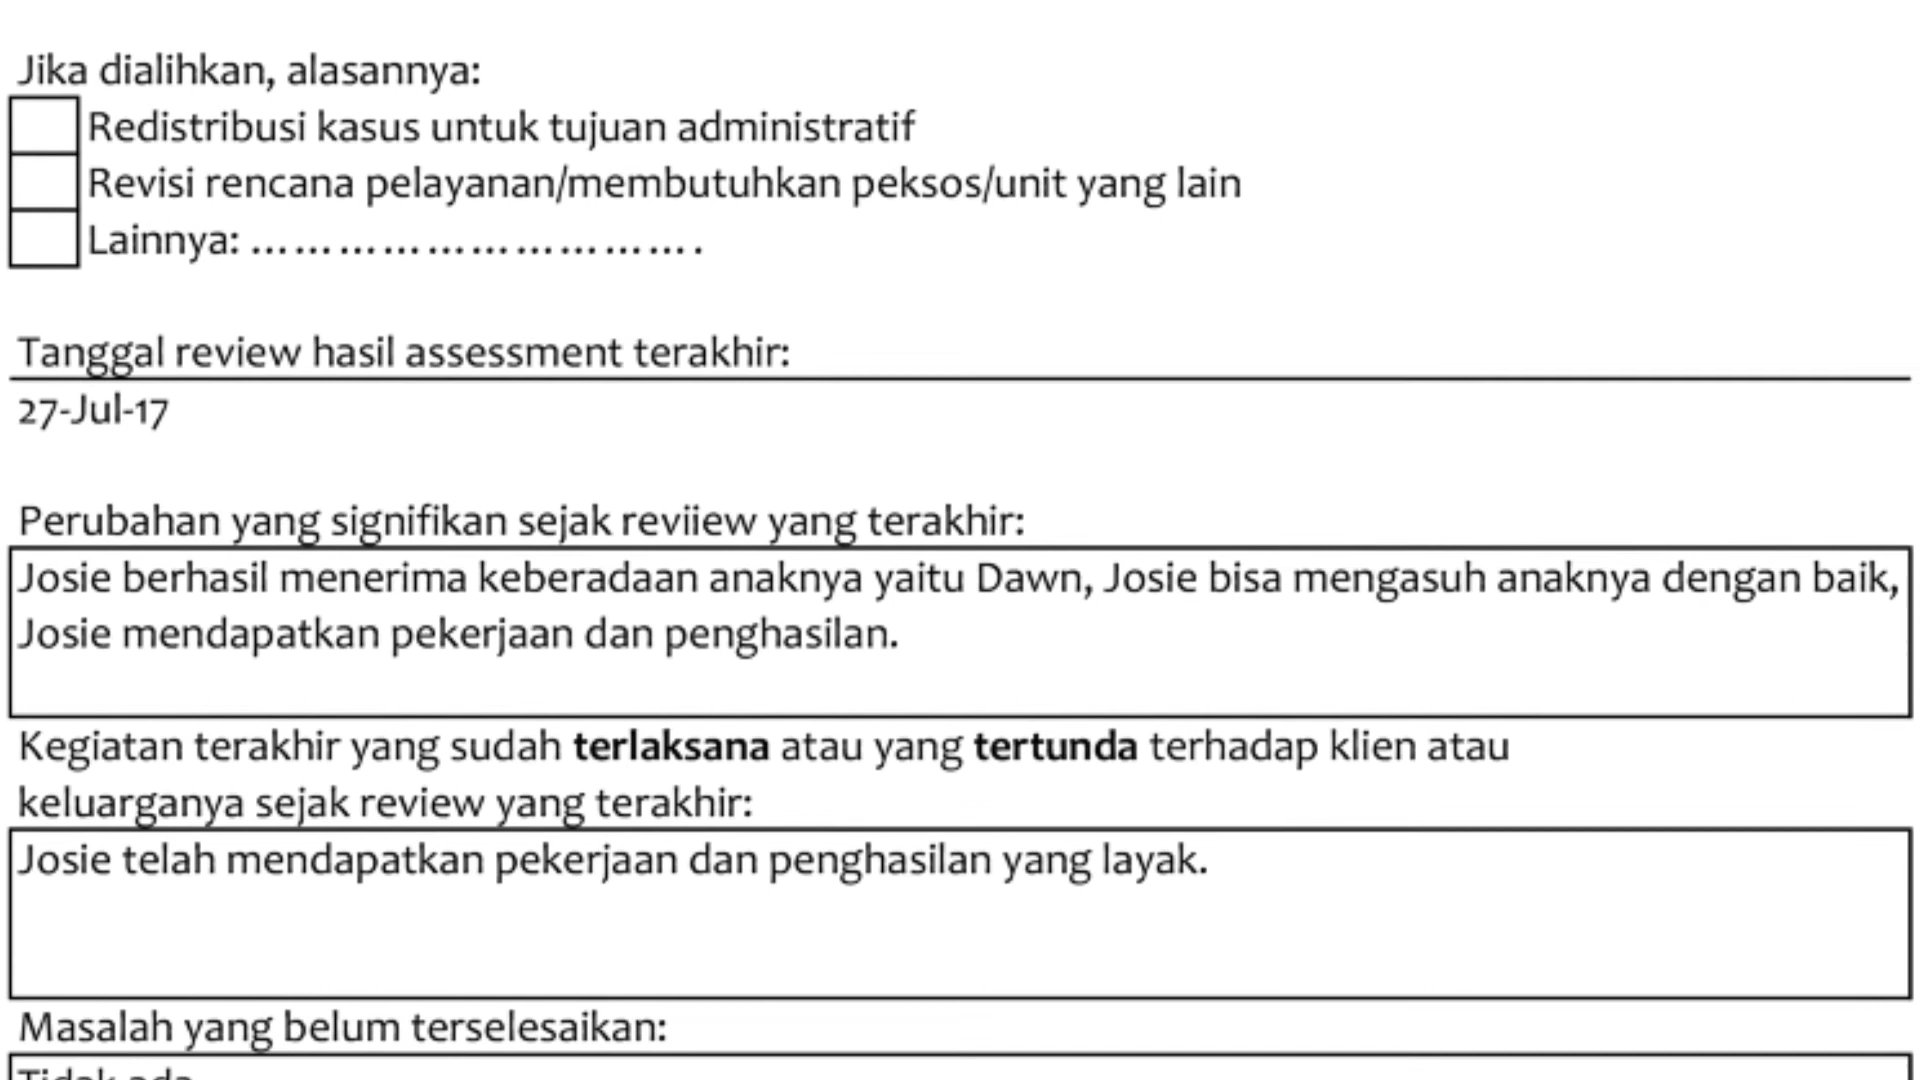 Jika dialihkan, alasannya:
Redistribusi kasus untuk tujuan administratif
Revisi rencana pelayanan/membutuhkan peksos/unit yang lain
Lainnya: …………………………….
Tanggal review hasil assessment terakhir:
27-Jul-17
Perubahan yang signifikan sejak reviiew yang terakhir:
Josie berhasil menerima keberadaan anaknya yaitu Dawn, Josie bisa mengasuh anaknya dengan baik,
Josie mendapatkan pekerjaan dan penghasilan.
Kegiatan terakhir yang sudah terlaksana atau yang tertunda terhadap klien atau
keluarganya sejak review yang terakhir:
Josie telah mendapatkan pekerjaan dan penghasilan yang layak.
Masalah yang belum terselesaikan:
Tidak ada